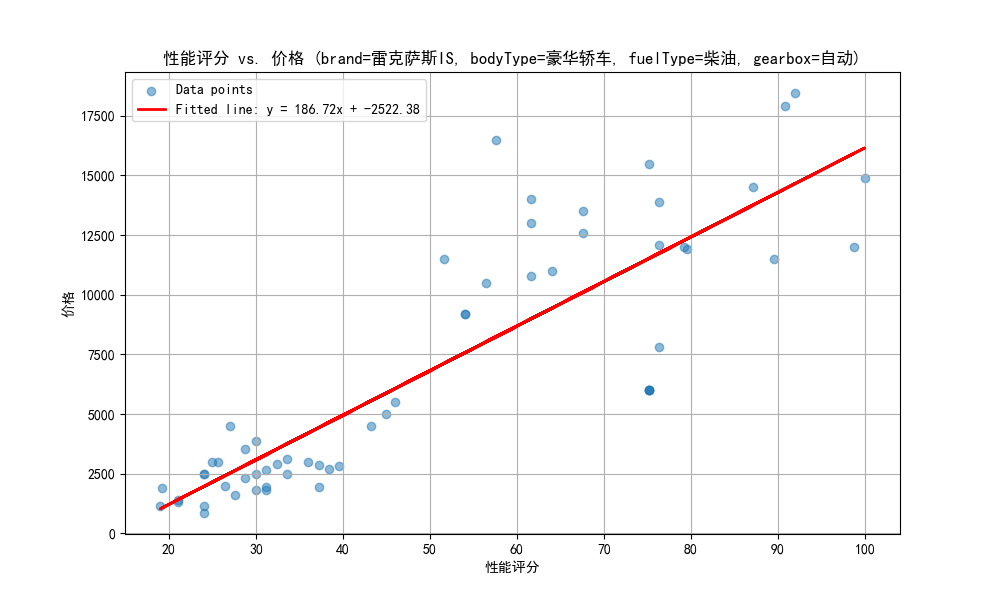 性能评分 vs. 价格 (brand=雷克萨斯IS, bodyType=豪华轿车, fuelType=柴油, gearbox=自动)
Data points
Fitted line: y = 186.72x + -2522.38
价格
17500
15000
12500
10000
7500
5000
2500
0
20 30 40 50 60 70 80 90 100
性能评分